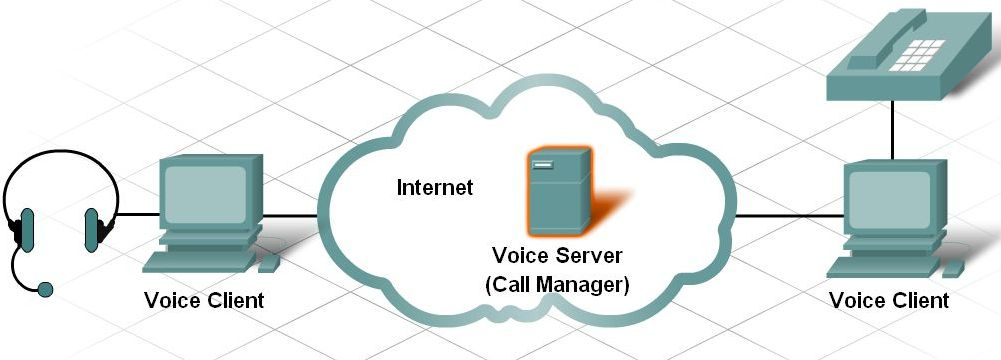 Internet
Voice Server
(Call Manager)
Voice Client
Voice Client